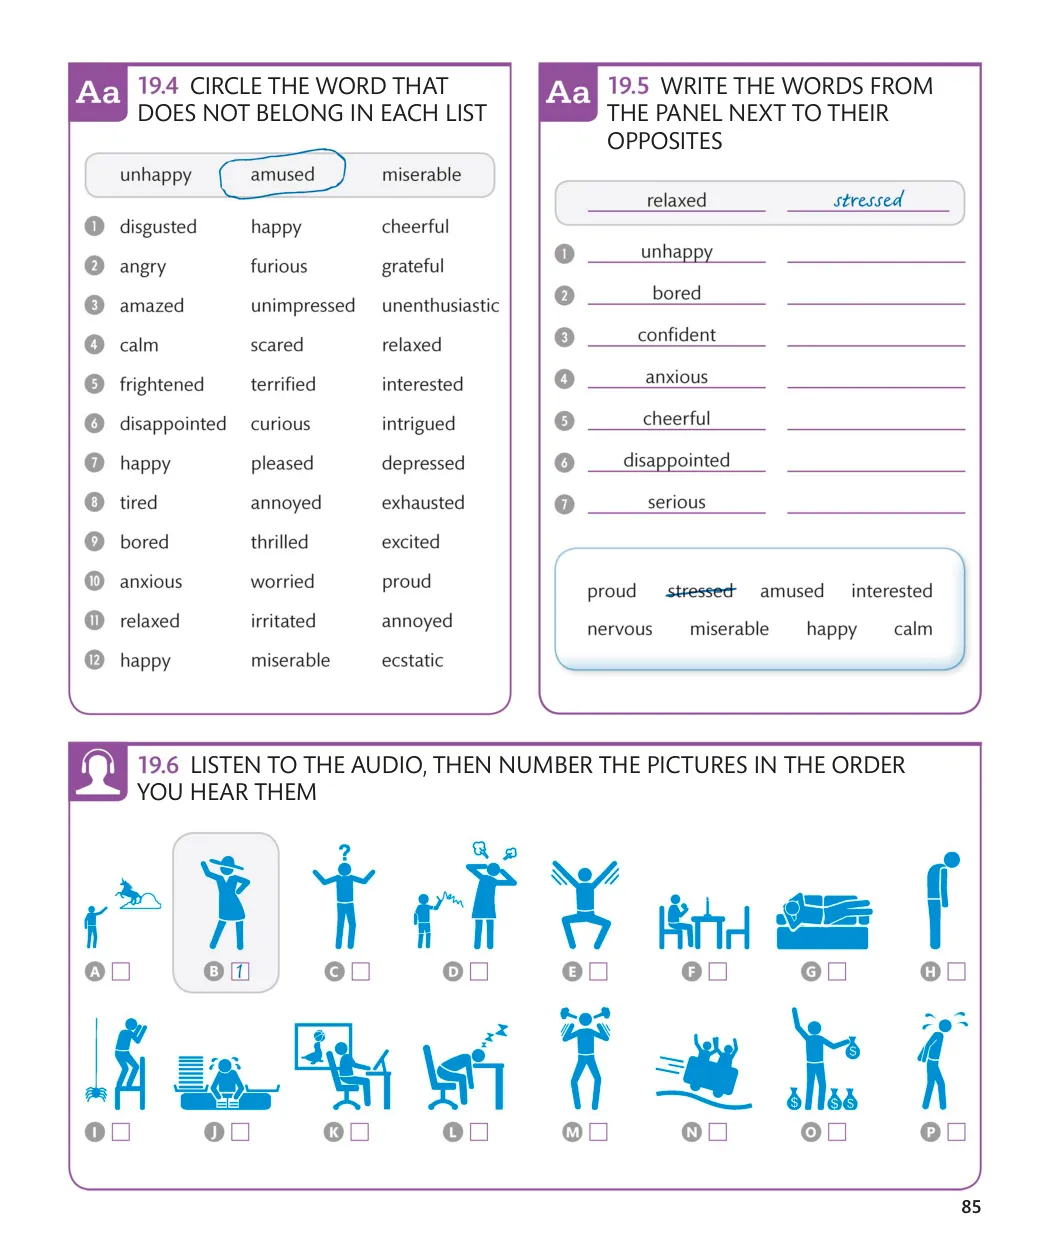 Aa 19.4 CIRCLE THE WORD THAT
DOES NOT BELONG IN EACH LIST
unhappy amused miserable
1 disgusted happy cheerful
2 angry furious grateful
3 amazed unimpressed unenthusiastic
4 calm scared relaxed
5 frightened terrified interested
6 disappointed curious intrigued
7 happy pleased depressed
8 tired annoyed exhausted
9 bored thrilled excited
10 anxious worried proud
11 relaxed irritated annoyed
12 happy miserable ecstatic
Aa 19.5 WRITE THE WORDS FROM
THE PANEL NEXT TO THEIR
OPPOSITES
relaxed stressed
1 unhappy
2 bored
3 confident
4 anxious
5 cheerful
6 disappointed
7 serious
proud stressed amused interested
nervous miserable happy calm
19.6 LISTEN TO THE AUDIO, THEN NUMBER THE PICTURES IN THE ORDER
YOU HEAR THEM
?
A B 1 C D E F G H
Z Z Z
$
$ $ $
I J K L M N O P
85